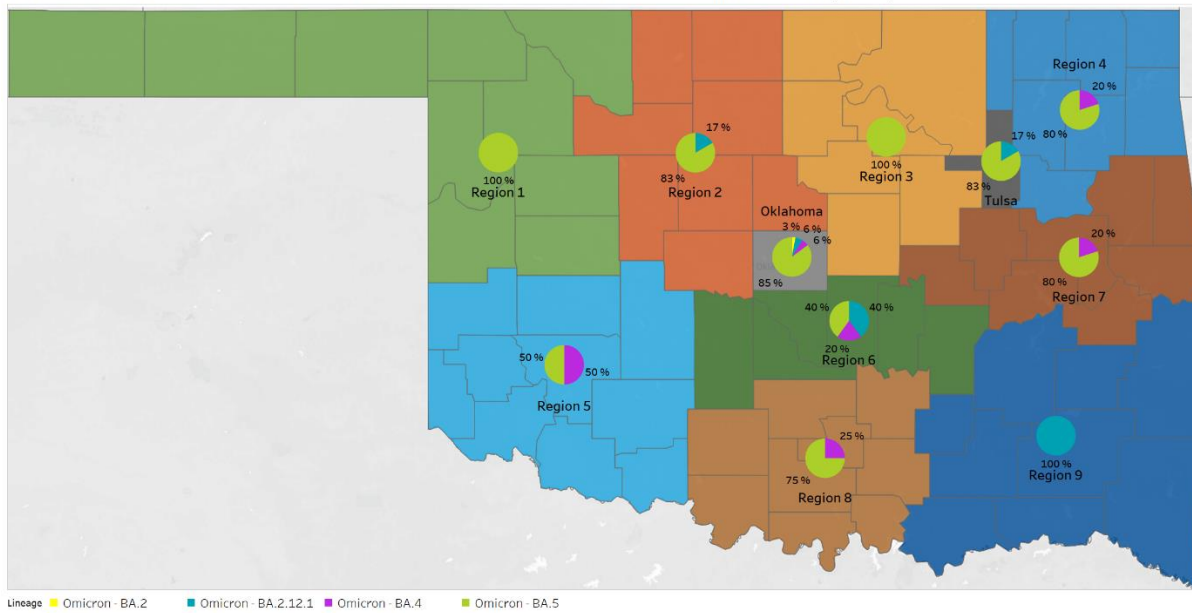 Region 4
20 %
80 %
17 %
83 %
Region 2
100 %
Region 1
100 %
Region 3
17 %
83 %
Tulsa
Oklahoma
3 % 6 %
6 %
85 %
20 %
80 %
Region 7
40 %
40 %
20 %
Region 6
50 %
50 %
Region 5
25 %
75 %
Region 8
100 %
Region 9
Lineage Omicron - BA.2 Omicron - BA.2.12.1 Omicron - BA.4 Omicron - BA.5